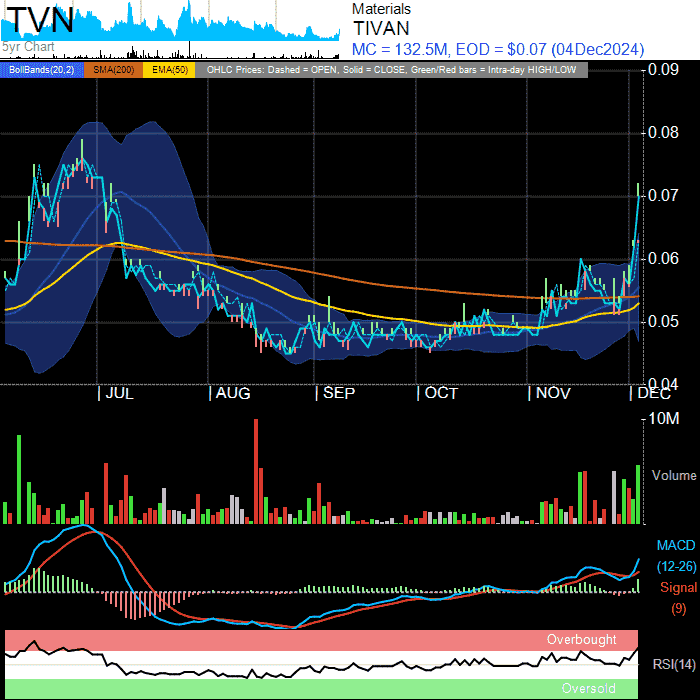 TVN
5yr Chart
Materials
TIVAN
MC = 132.5M, EOD = $0.07 (04Dec2024)
BollBands(20,2) SMA(200) EMA(50) OHLC Prices: Dashed = OPEN, Solid = CLOSE, Green/Red bars = Intra-day HIGH/LOW
0.09
0.08
0.07
0.06
0.05
0.04
JUL AUG SEP OCT NOV DEC
10M
Volume
MACD
(12-26)
Signal
(9)
Overbought
RSI(14)
Oversold